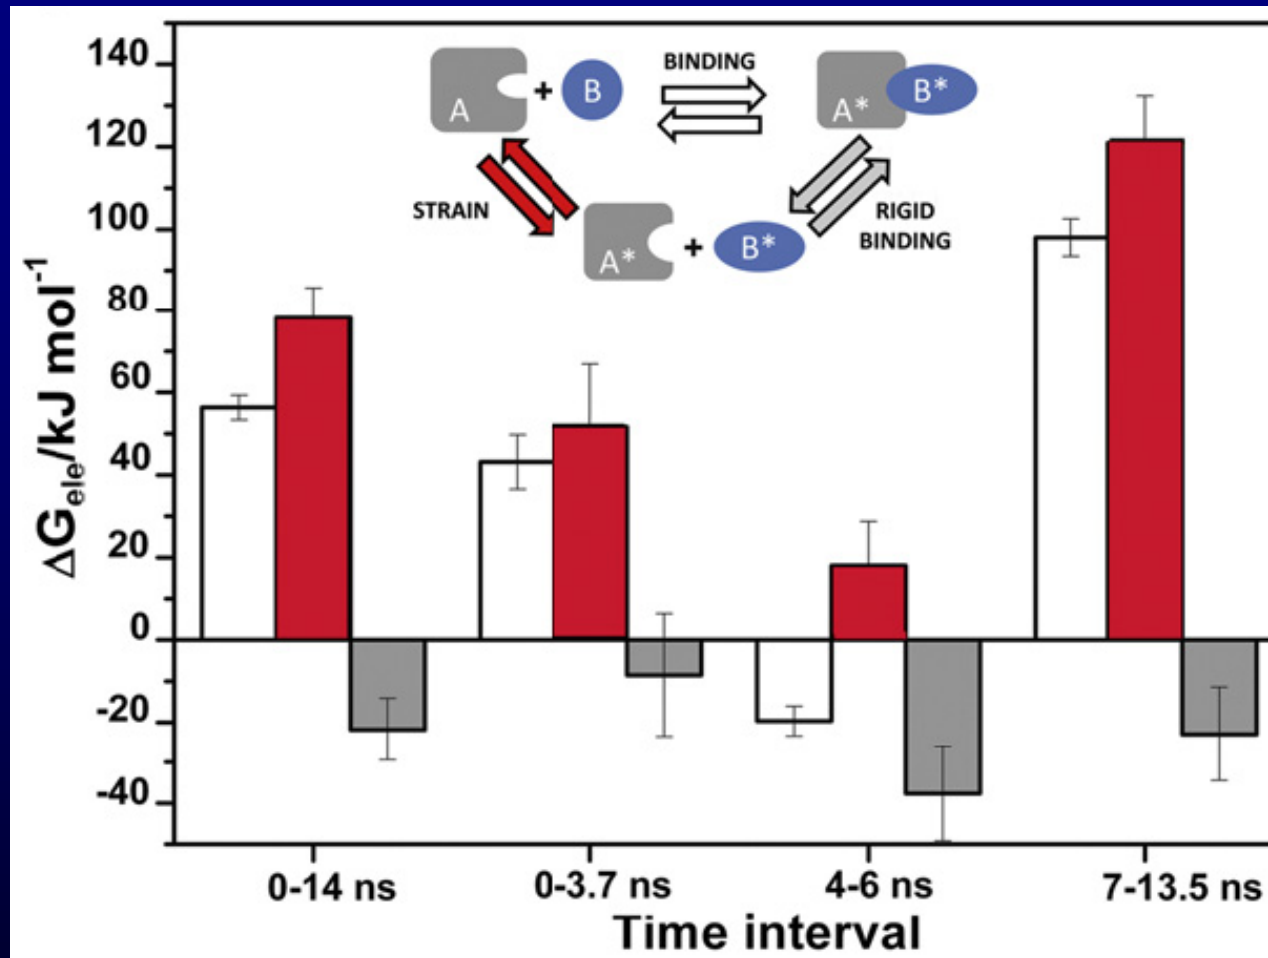 140
120
100
80
60
40
20
0
-20
-40
ΔG_ele/kJ mol^-1
A + B
BINDING
A* B*
STRAIN
RIGID
BINDING
A* + B*
0-14 ns 0-3.7 ns 4-6 ns 7-13.5 ns
Time interval